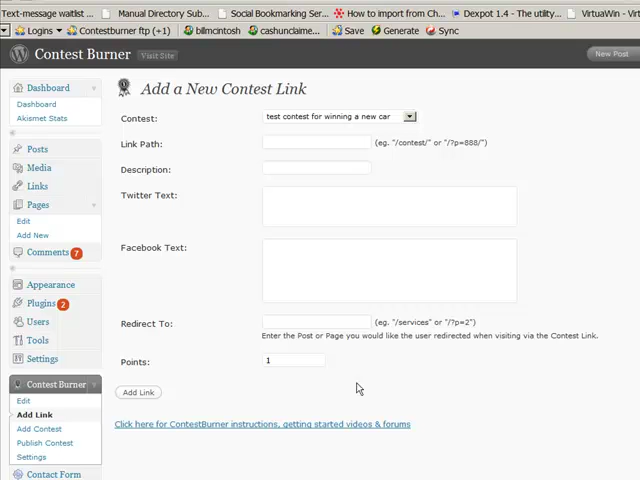 Text-message waitlist ... Manual Directory Sub... Social Bookmarking Ser... How to import from Ch... Dexpot 1.4 - The utility... VirtuaWin - Virtua
Logins Contestburner ftp (+1) billmcintosh cashunclaime... Save Generate Sync
Contest Burner Visit Site New Post
Add a New Contest Link
Contest: test contest for winning a new car
Link Path: (eg. "/contest/" or "/?p=888/")
Description:
Twitter Text:
Facebook Text:
Redirect To: (eg. "/services" or "/?p=2")
Enter the Post or Page you would like the user redirected when visiting via the Contest Link.
Points: 1
Add Link
Click here for ContestBurner instructions, getting started videos & forums
Dashboard
Dashboard
Akismet Stats
Posts
Media
Links
Pages
Edit
Add New
Comments 7
Appearance
Plugins 2
Users
Tools
Settings
Contest Burner
Edit
Add Link
Add Contest
Publish Contest
Settings
Contact Form